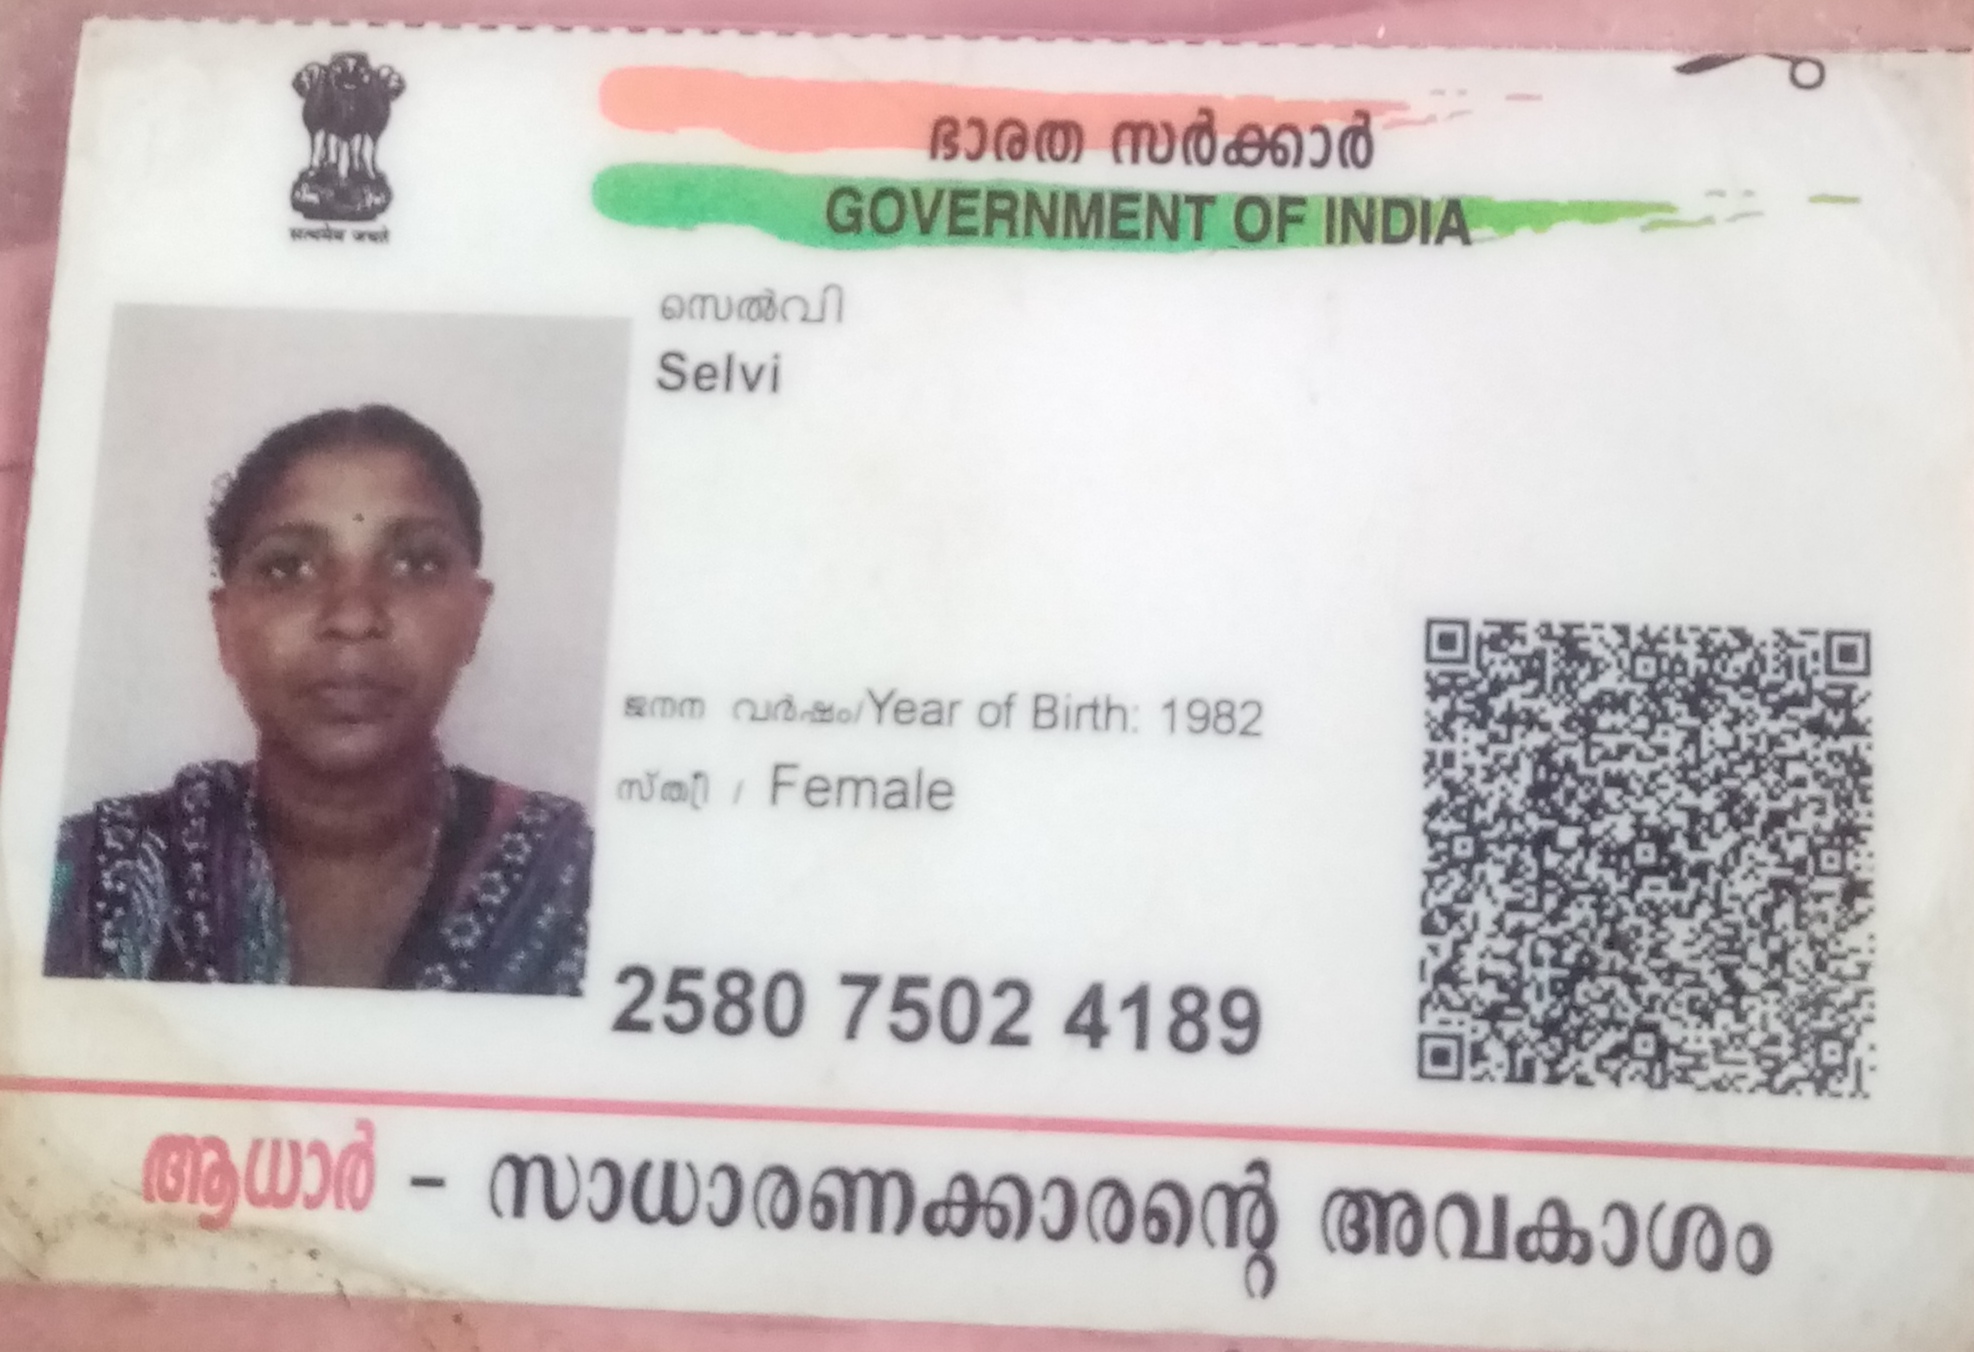 सत्यमेव जयते
ഭാരത സർക്കാർ
GOVERNMENT OF INDIA
സെൽവി
Selvi
ജനന വർഷം/Year of Birth: 1982
സ്ത്രീ / Female
2580 7502 4189
ആധാർ - സാധാരണക്കാരന്റെ അവകാശം